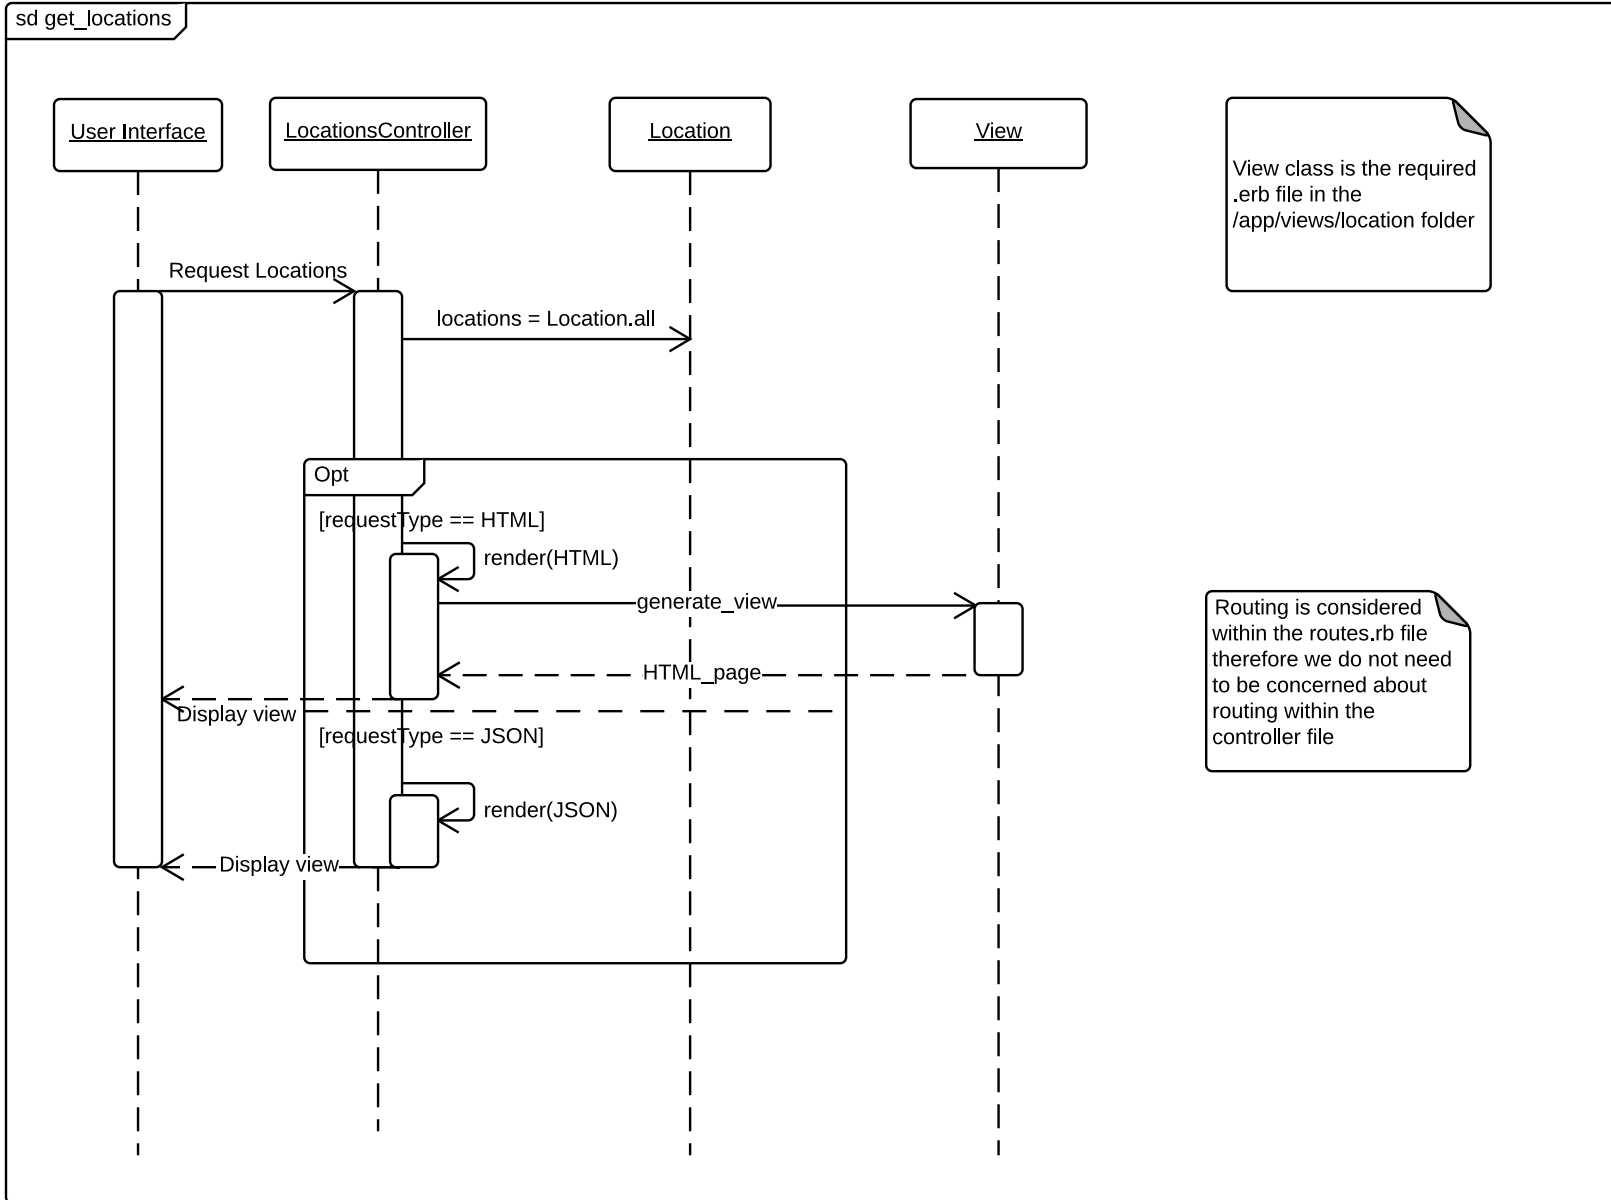 sd get_locations
User Interface
LocationsController
Location
View
View class is the required
.erb file in the
/app/views/location folder
Request Locations
locations = Location.all
Opt
[requestType == HTML]
render(HTML)
generate_view
HTML_page
Display view
[requestType == JSON]
render(JSON)
Display view
Routing is considered
within the routes.rb file
therefore we do not need
to be concerned about
routing within the
controller file